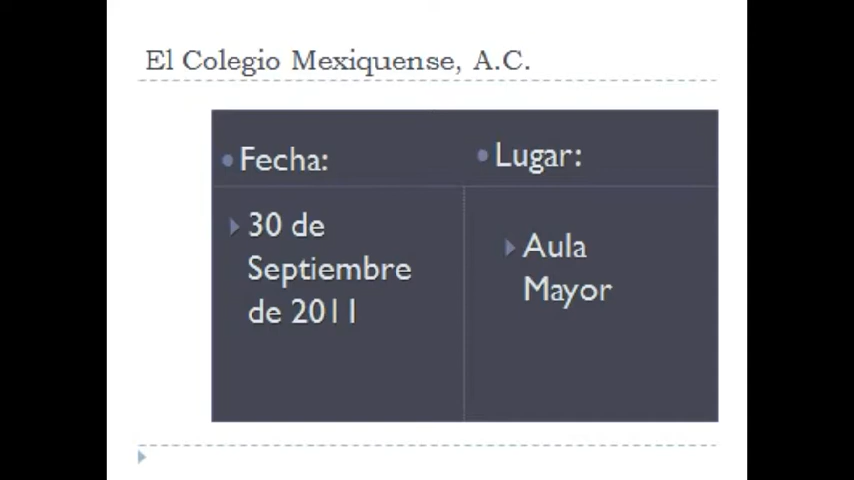 El Colegio Mexiquense, A.C.
Fecha:
30 de
Septiembre
de 2011
Lugar:
Aula
Mayor